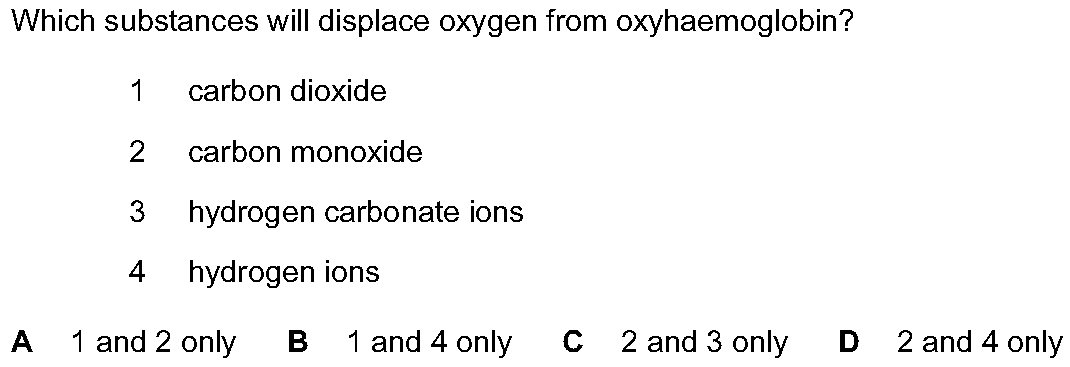 Which substances will displace oxygen from oxyhaemoglobin?
1 carbon dioxide
2 carbon monoxide
3 hydrogen carbonate ions
4 hydrogen ions
A 1 and 2 only B 1 and 4 only C 2 and 3 only D 2 and 4 only